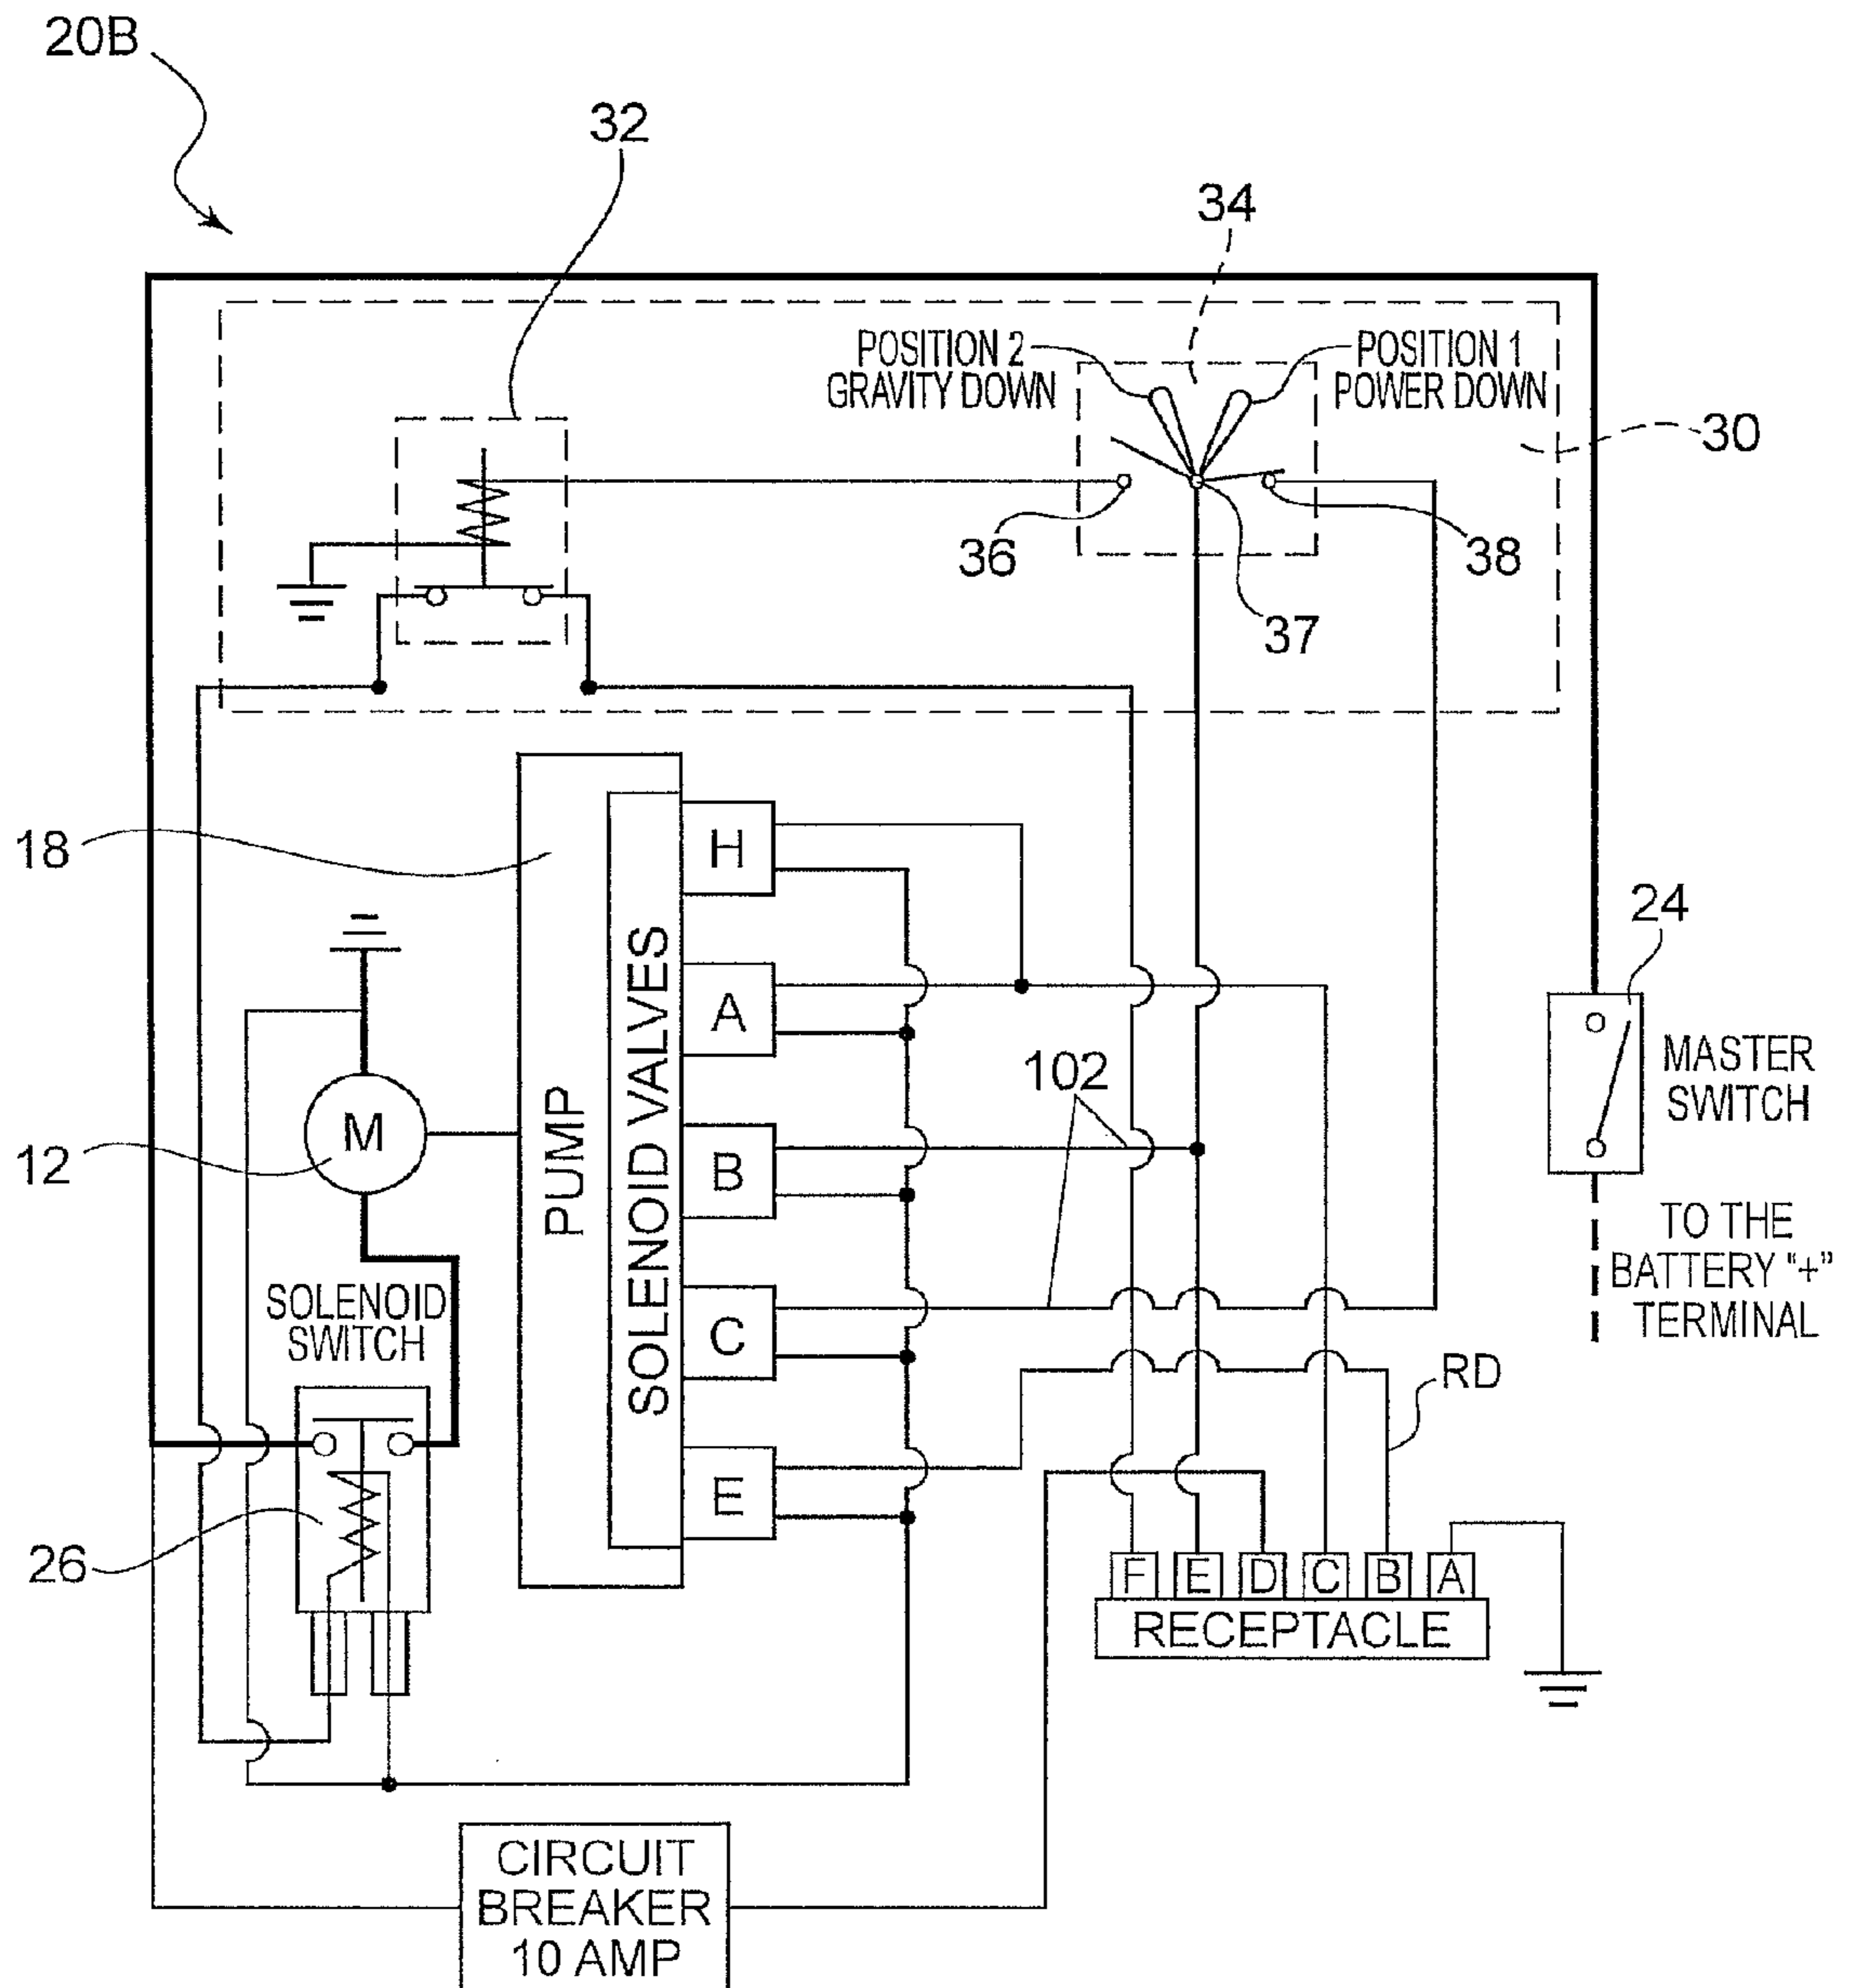 20B
32
34
POSITION 2
GRAVITY DOWN
POSITION 1
POWER DOWN
30
36
38
37
18
PUMP
SOLENOID VALVES
H
A
B
C
E
24
MASTER
SWITCH
102
M
12
TO THE
BATTERY "+"
TERMINAL
SOLENOID
SWITCH
RD
26
F
E
D
C
B
A
RECEPTACLE
CIRCUIT
BREAKER
10 AMP